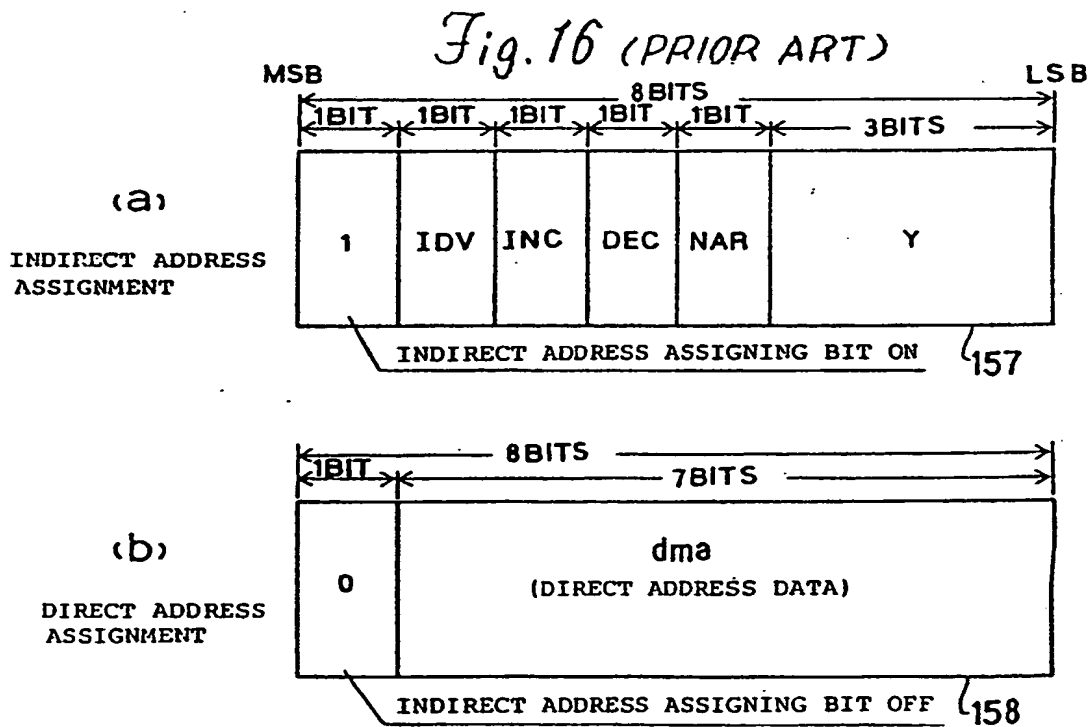 Fig. 16 (PRIOR ART)
MSB LSB
8BITS
1BIT 1BIT 1BIT 1BIT 1BIT 3BITS
(a)
INDIRECT ADDRESS
ASSIGNMENT
1 IDV INC DEC NAR Y
INDIRECT ADDRESS ASSIGNING BIT ON 157
8BITS
1BIT 7BITS
(b)
DIRECT ADDRESS
ASSIGNMENT
0 dma
(DIRECT ADDRESS DATA)
INDIRECT ADDRESS ASSIGNING BIT OFF 158